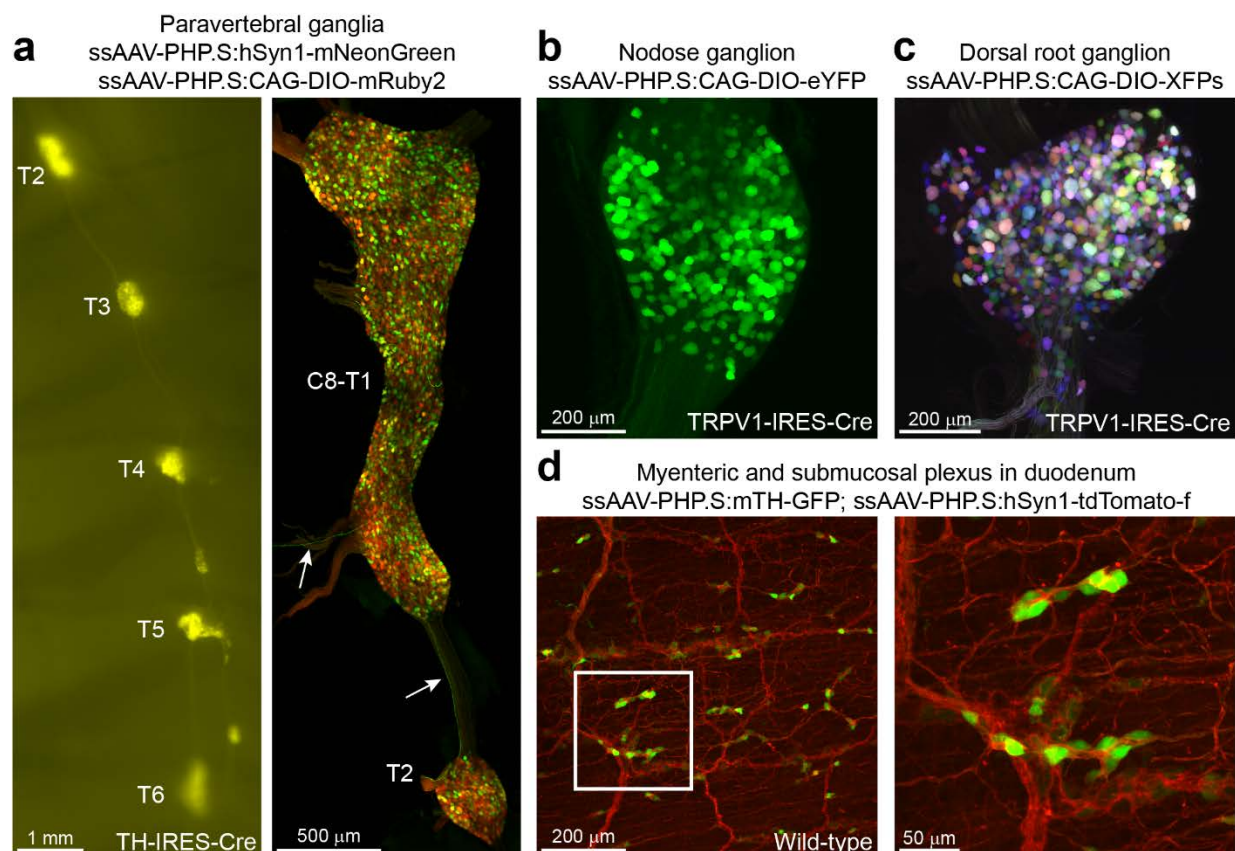 a
Paravertebral ganglia
ssAAV-PHP.S:hSyn1-mNeonGreen
ssAAV-PHP.S:CAG-DIO-mRuby2
T2
T3
T4
T5
T6
1 mm
TH-IRES-Cre
C8-T1
T2
500 μm
b
Nodose ganglion
ssAAV-PHP.S:CAG-DIO-eYFP
200 μm
TRPV1-IRES-Cre
c
Dorsal root ganglion
ssAAV-PHP.S:CAG-DIO-XFPs
200 μm
TRPV1-IRES-Cre
d
Myenteric and submucosal plexus in duodenum
ssAAV-PHP.S:mTH-GFP; ssAAV-PHP.S:hSyn1-tdTomato-f
200 μm
Wild-type
50 μm